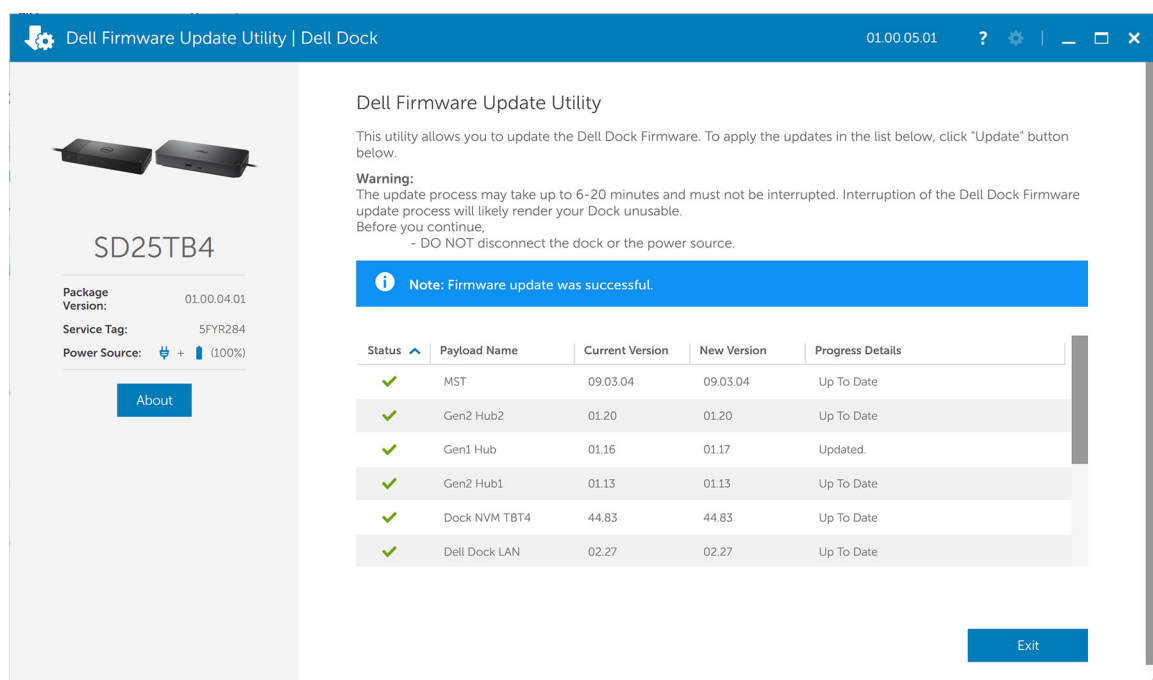 Dell Firmware Update Utility | Dell Dock
01.00.05.01
?
Dell Firmware Update Utility
This utility allows you to update the Dell Dock Firmware. To apply the updates in the list below, click "Update" button
below.
Warning:
The update process may take up to 6-20 minutes and must not be interrupted. Interruption of the Dell Dock Firmware
update process will likely render your Dock unusable.
Before you continue,
- DO NOT disconnect the dock or the power source.
SD25TB4
Package
Version:
01.00.04.01
Service Tag: 5FYR284
Power Source: + (100%)
About
Note: Firmware update was successful.
Status Payload Name Current Version New Version Progress Details
MST 09.03.04 09.03.04 Up To Date
Gen2 Hub2 01.20 01.20 Up To Date
Gen1 Hub 01.16 01.17 Updated.
Gen2 Hub1 01.13 01.13 Up To Date
Dock NVM TBT4 44.83 44.83 Up To Date
Dell Dock LAN 02.27 02.27 Up To Date
Exit